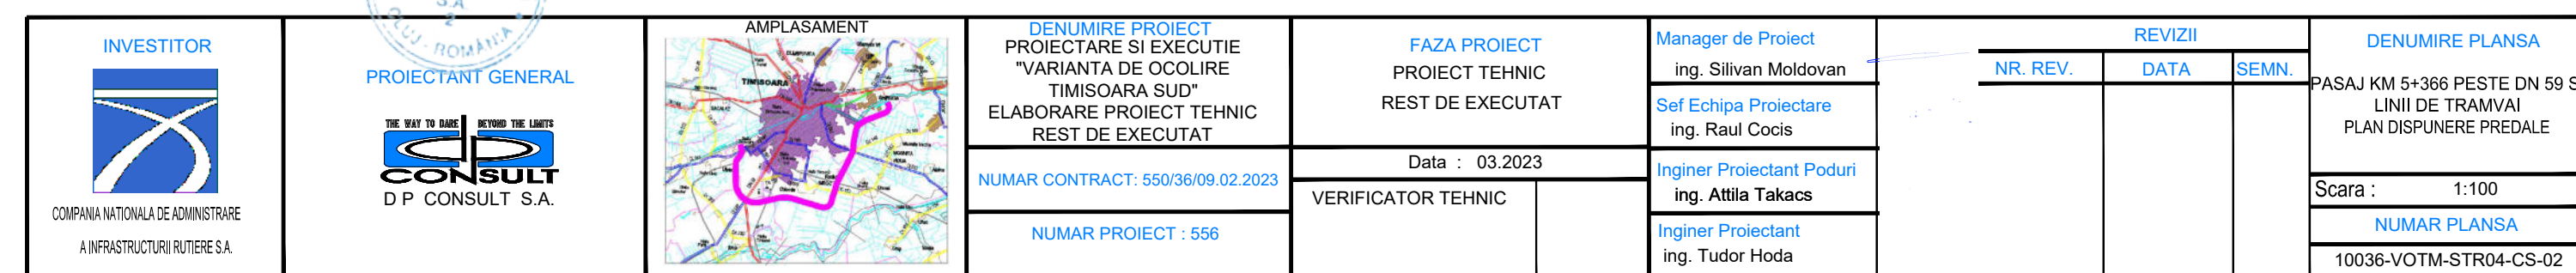 S.A
2
CLUJ - ROMÂNIA *
INVESTITOR
COMPANIA NATIONALA DE ADMINISTRARE
A INFRASTRUCTURII RUTIERE S.A.
PROIECTANT GENERAL
THE WAY TO DARE BEYOND THE LIMITS
CONSULT
D P CONSULT S.A.
AMPLASAMENT
TIMISOARA
DENUMIRE PROIECT
PROIECTARE SI EXECUTIE
"VARIANTA DE OCOLIRE
TIMISOARA SUD"
ELABORARE PROIECT TEHNIC
REST DE EXECUTAT
NUMAR CONTRACT: 550/36/09.02.2023
NUMAR PROIECT : 556
FAZA PROIECT
PROIECT TEHNIC
REST DE EXECUTAT
Data : 03.2023
VERIFICATOR TEHNIC
Manager de Proiect
ing. Silivan Moldovan
Sef Echipa Proiectare
ing. Raul Cocis
Inginer Proiectant Poduri
ing. Attila Takacs
Inginer Proiectant
ing. Tudor Hoda
REVIZII
NR. REV. DATA SEMN.
DENUMIRE PLANSA
PASAJ KM 5+366 PESTE DN 59 S
LINII DE TRAMVAI
PLAN DISPUNERE PREDALE
Scara : 1:100
NUMAR PLANSA
10036-VOTM-STR04-CS-02